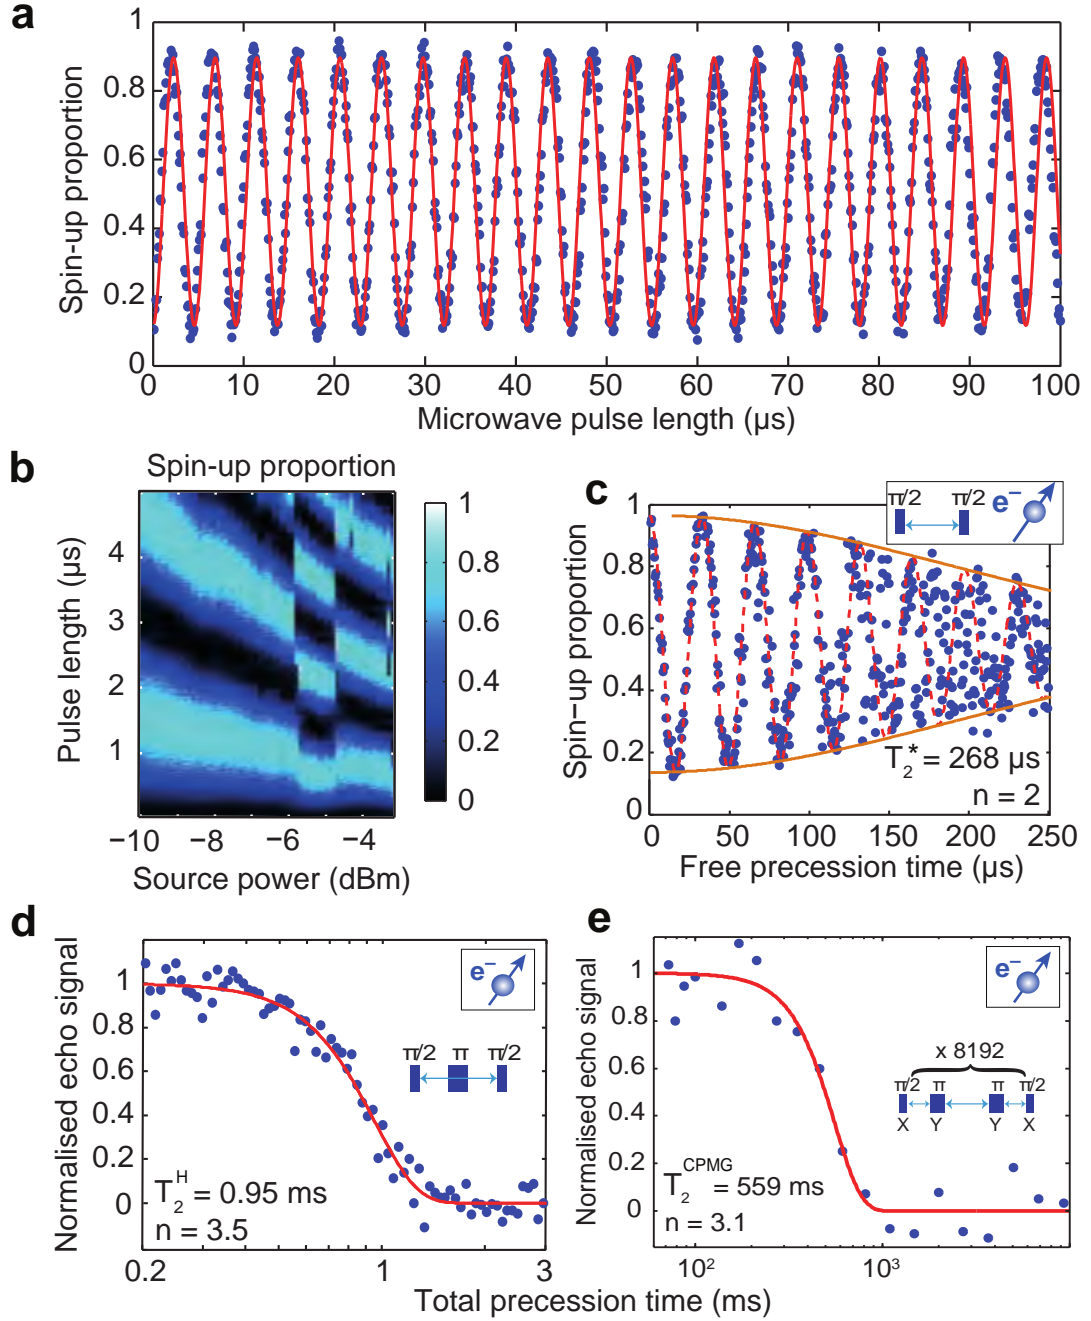 a
1
0.8
0.6
0.4
0.2
0
Spin-up proportion
0 10 20 30 40 50 60 70 80 90 100
Microwave pulse length (µs)
b
Spin-up proportion
4
3
2
1
Pulse length (µs)
−10 −8 −6 −4
Source power (dBm)
1
0.8
0.6
0.4
0.2
0
c
π/2 π/2
e−
1
0.8
0.6
0.4
0.2
0
Spin−up proportion
T2* = 268 µs
n = 2
0 50 100 150 200 250
Free precession time (µs)
d
e−
π/2 π π/2
1
0.8
0.6
0.4
0.2
0
Normalised echo signal
T2H = 0.95 ms
n = 3.5
0.2 1 3
e
e−
x 8192
π/2 π π π/2
X Y Y X
1
0.8
0.6
0.4
0.2
0
Normalised echo signal
T2CPMG = 559 ms
n = 3.1
10² 10³
Total precession time (ms)